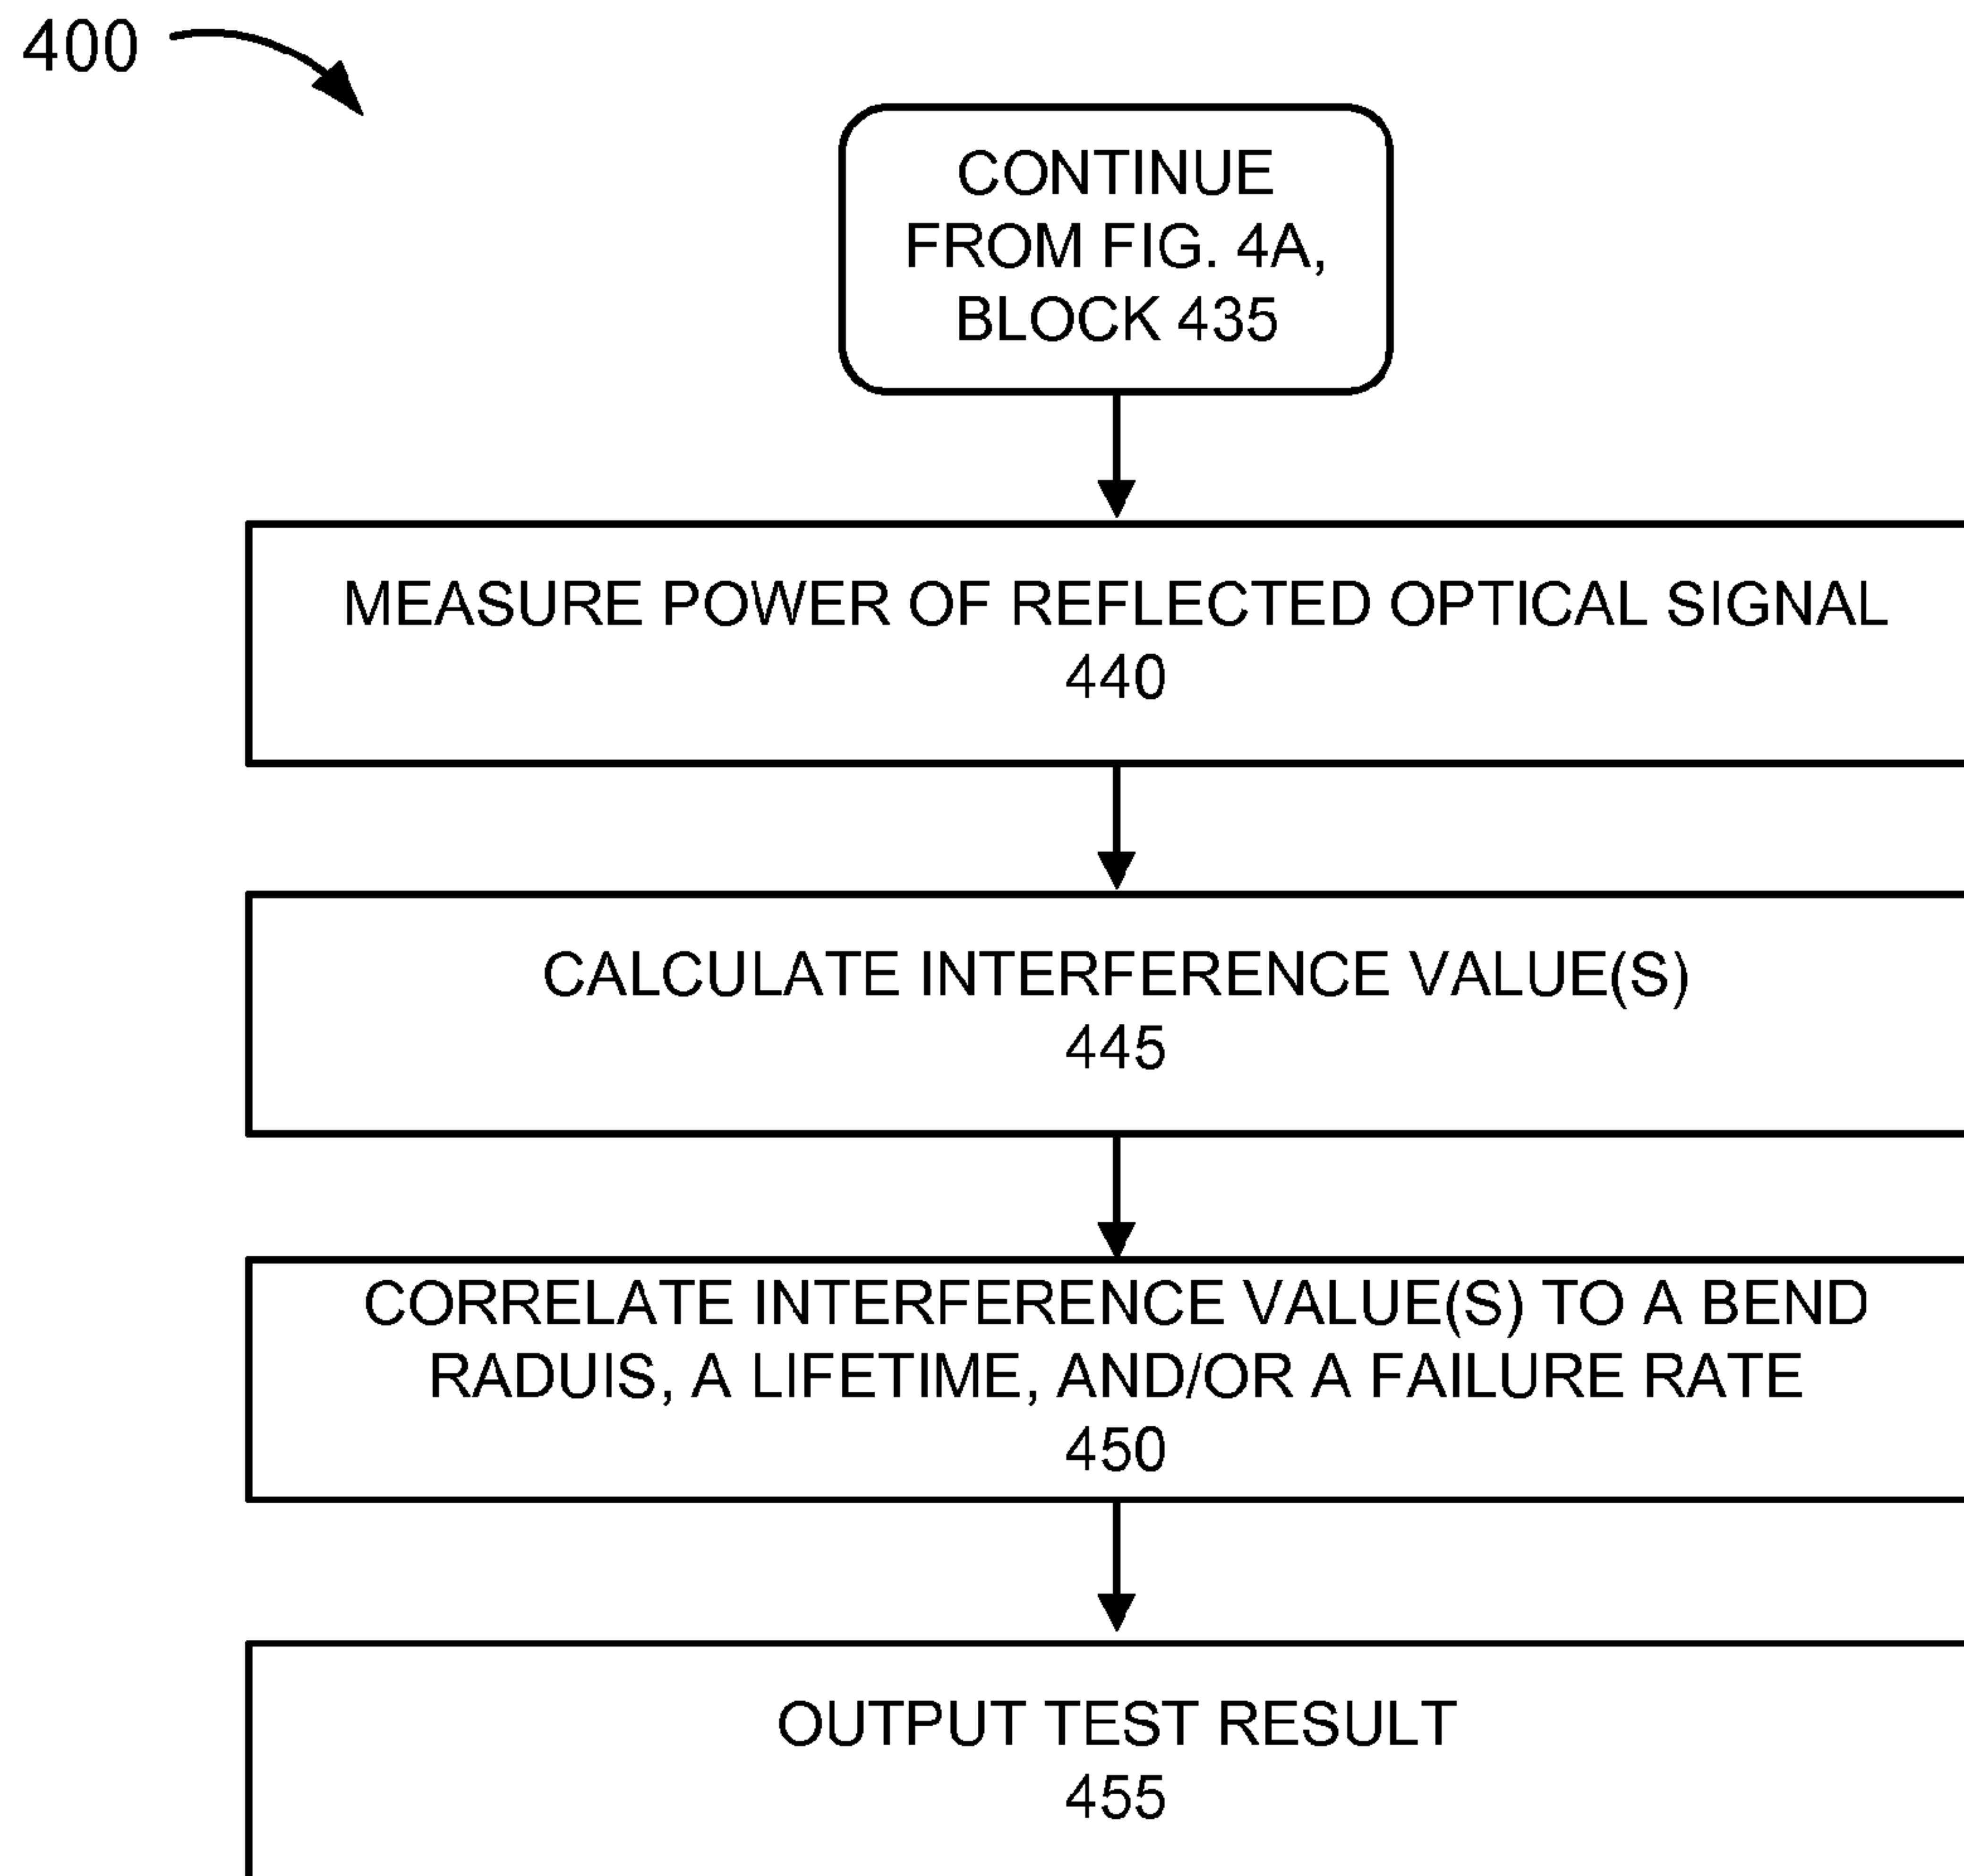 400
CONTINUE
FROM FIG. 4A,
BLOCK 435
MEASURE POWER OF REFLECTED OPTICAL SIGNAL
440
CALCULATE INTERFERENCE VALUE(S)
445
CORRELATE INTERFERENCE VALUE(S) TO A BEND
RADUIS, A LIFETIME, AND/OR A FAILURE RATE
450
OUTPUT TEST RESULT
455